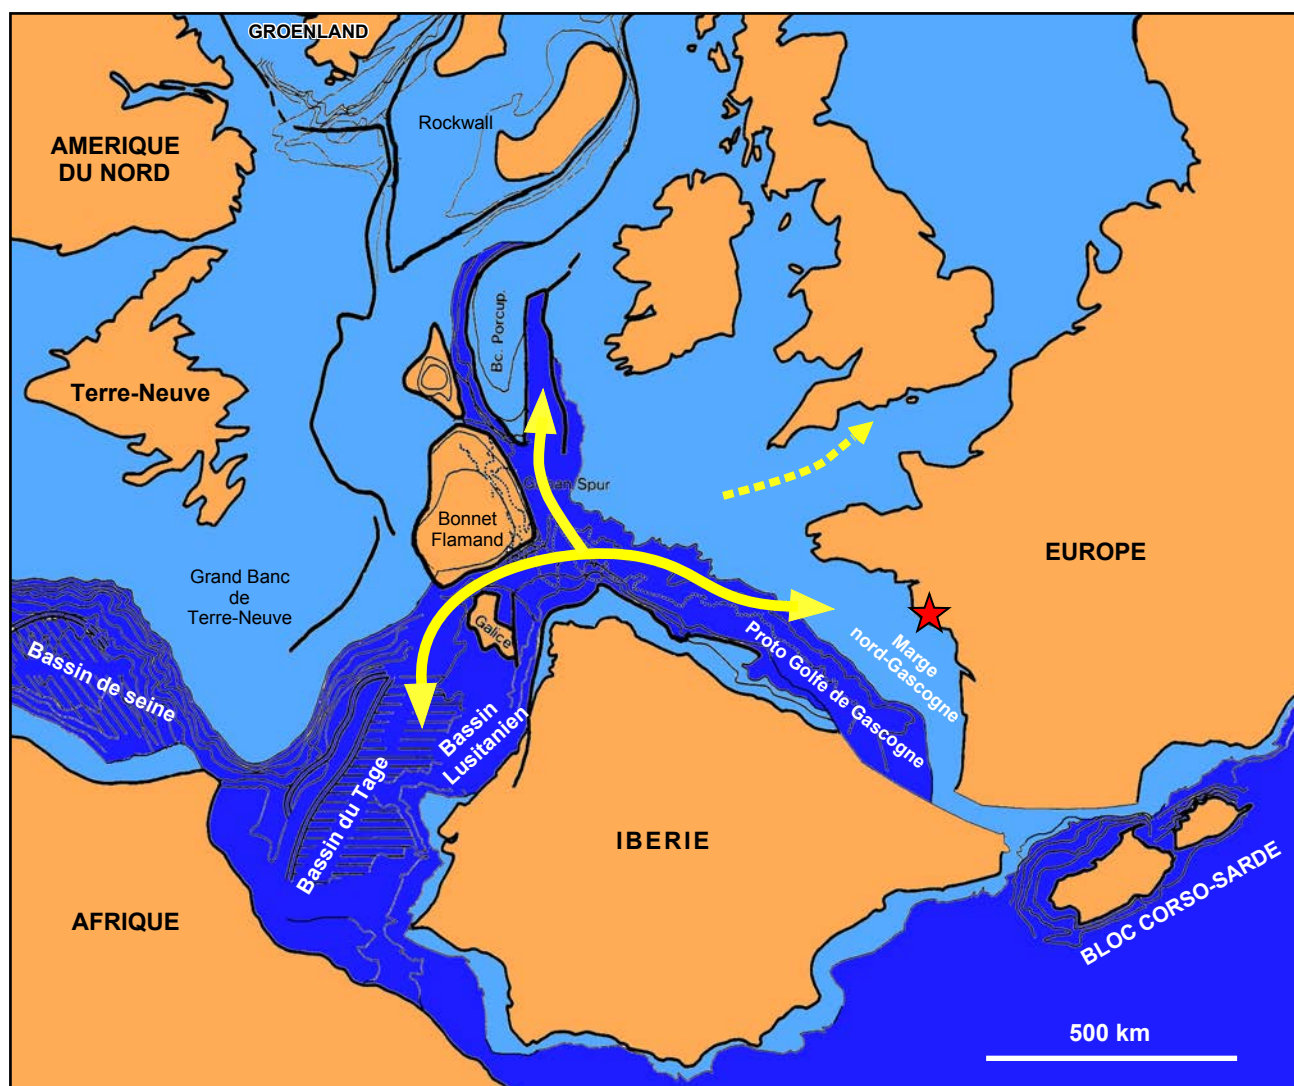 GROENLAND
Rockwall
AMÉRIQUE
DU NORD
Bc. Porcup.
Terre-Neuve
Spur
Bonnet
Flamand
EUROPE
Grand Banc
de
Terre-Neuve
Galice
Marge
nord-Gascogne
Proto Golfe de Gascogne
Bassin de seine
Bassin
Lusitanien
Bassin du Tage
IBERIE
BLOC CORSO-SARDE
AFRIQUE
500 km